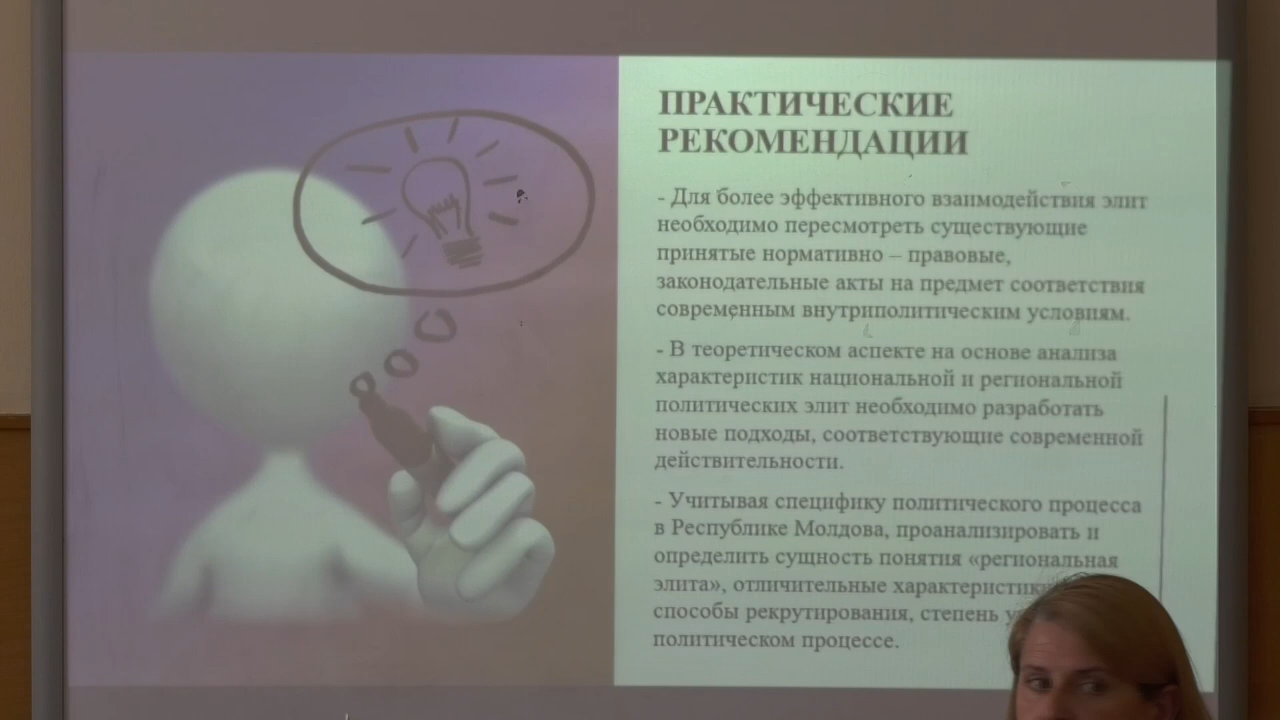 ПРАКТИЧЕСКИЕ
РЕКОМЕНДАЦИИ
- Для более эффективного взаимодействия элит
необходимо пересмотреть существующие
принятые нормативно – правовые,
законодательные акты на предмет соответствия
современным внутриполитическим условиям.
- В теоретическом аспекте на основе анализа
характеристик национальной и региональной
политических элит необходимо разработать
новые подходы, соответствующие современной
действительности.
- Учитывая специфику политического процесса
в Республике Молдова, проанализировать и
определить сущность понятия «региональная
элита», отличительные
способы рекрутирования, степень
политическом процессе.